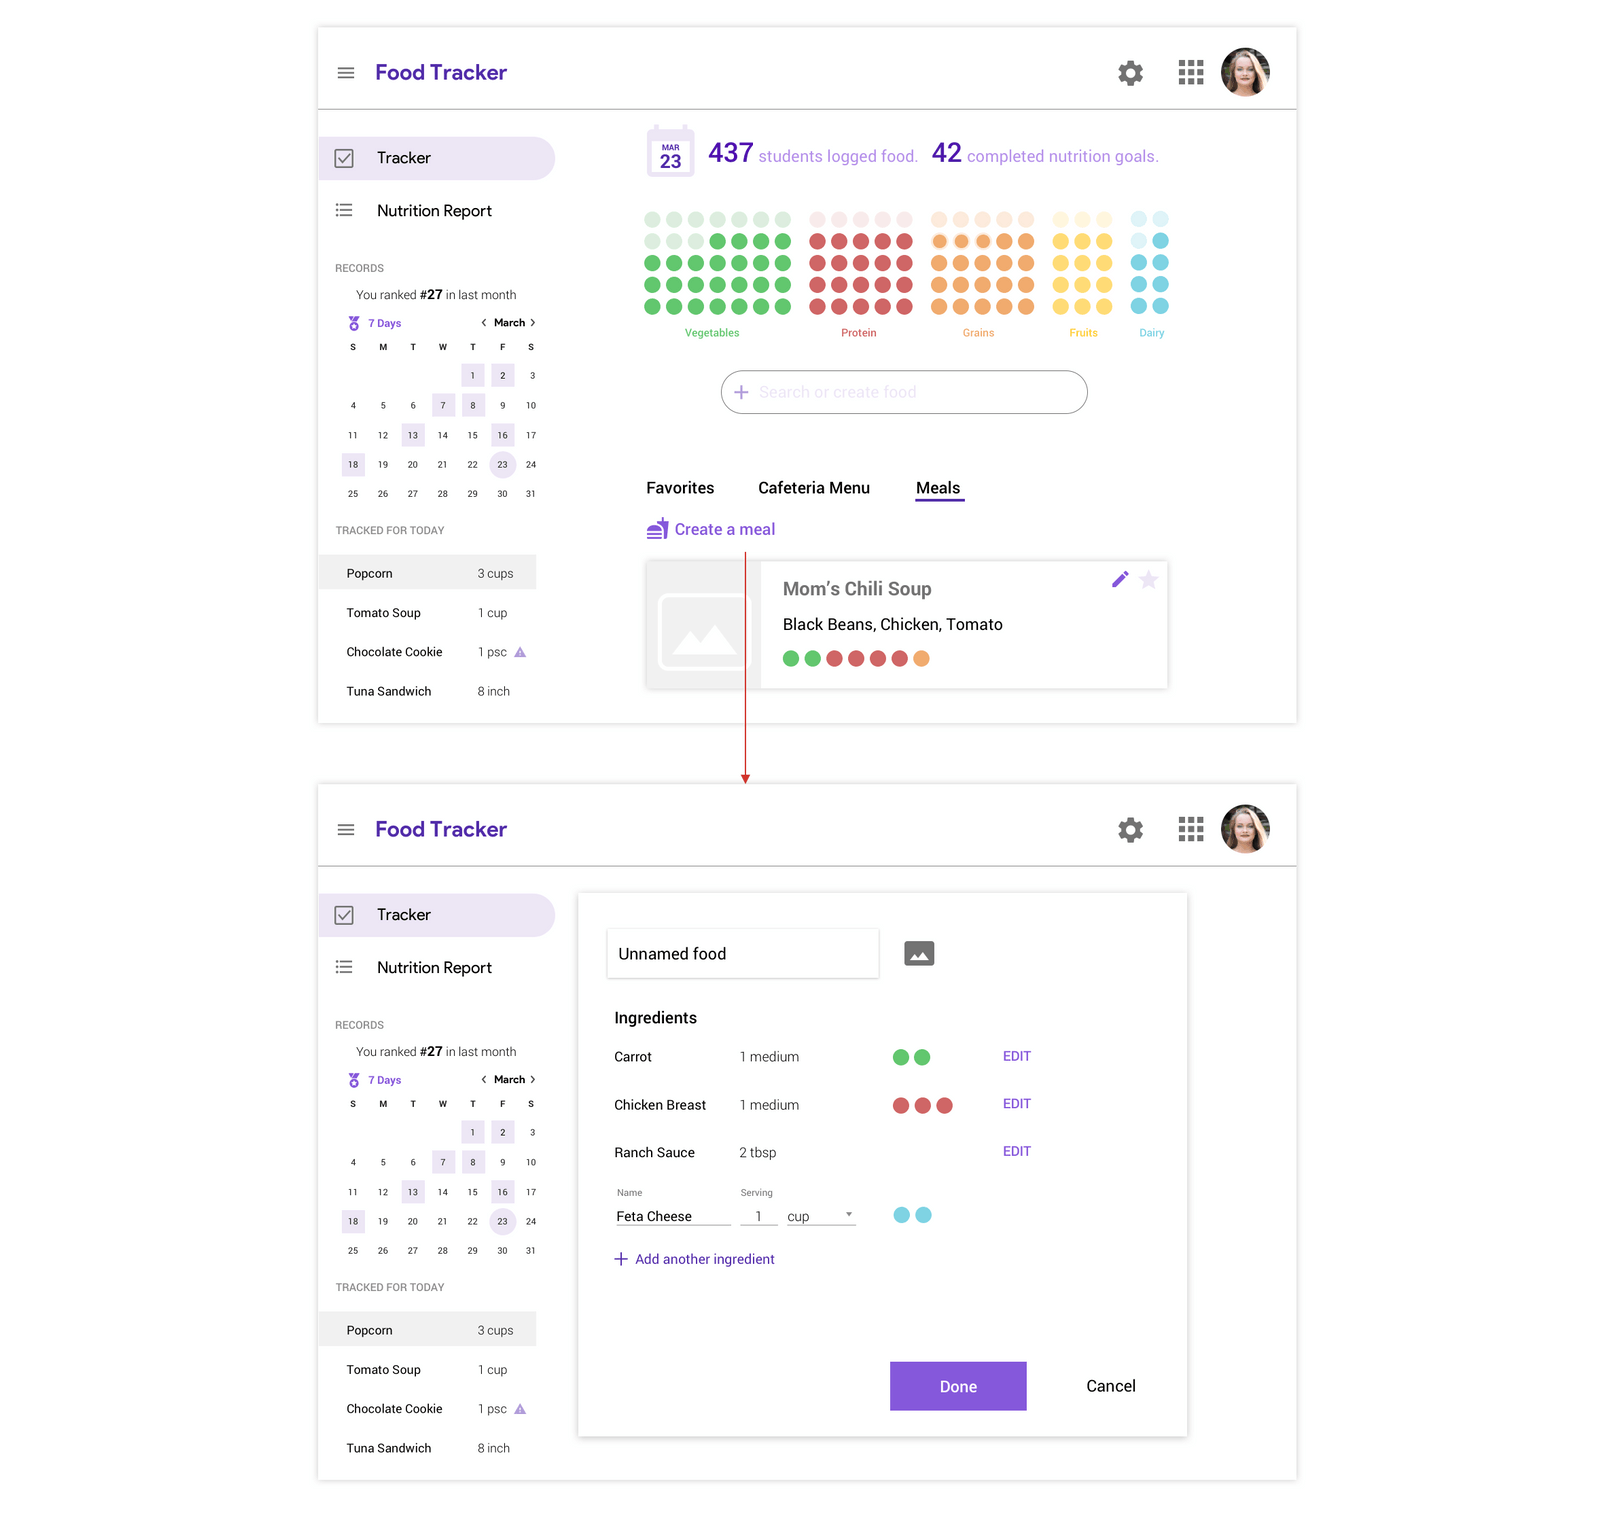 Food Tracker
Tracker
Nutrition Report
RECORDS
You ranked #27 in last month
7 Days
March
S M T W T F S
1 2 3
4 5 6 7 8 9 10
11 12 13 14 15 16 17
18 19 20 21 22 23 24
25 26 27 28 29 30 31
TRACKED FOR TODAY
Popcorn 3 cups
Tomato Soup 1 cup
Chocolate Cookie 1 psc
Tuna Sandwich 8 inch
MAR
23
437 students logged food. 42 completed nutrition goals.
Vegetables Protein Grains Fruits Dairy
+ Search or create food
Favorites Cafeteria Menu Meals
Create a meal
Mom's Chili Soup
Black Beans, Chicken, Tomato
Food Tracker
Tracker
Nutrition Report
RECORDS
You ranked #27 in last month
7 Days
March
S M T W T F S
1 2 3
4 5 6 7 8 9 10
11 12 13 14 15 16 17
18 19 20 21 22 23 24
25 26 27 28 29 30 31
TRACKED FOR TODAY
Popcorn 3 cups
Tomato Soup 1 cup
Chocolate Cookie 1 psc
Tuna Sandwich 8 inch
Unnamed food
Ingredients
Carrot 1 medium EDIT
Chicken Breast 1 medium EDIT
Ranch Sauce 2 tbsp EDIT
Name Serving
Feta Cheese 1 cup
+ Add another ingredient
Done Cancel